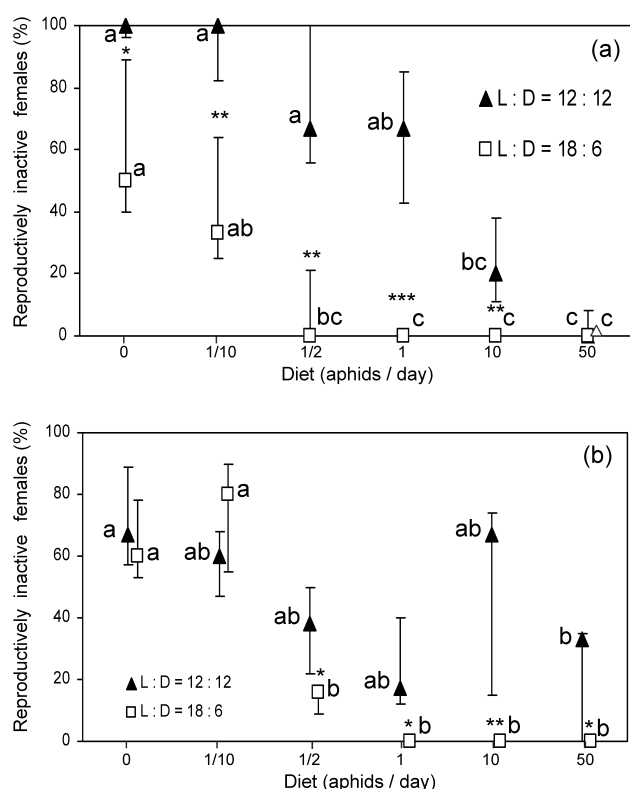 Reproductively inactive females (%)
100
80
60
40
20
0
(a)
▲ L : D = 12 : 12
□ L : D = 18 : 6
a a a ab bc c
* ** ** *** **
a ab bc c c c
0 1/10 1/2 1 10 50
Diet (aphids / day)
Reproductively inactive females (%)
100
80
60
40
20
0
(b)
a ab ab ab ab b
a a b b b b
* * ** *
▲ L : D = 12 : 12
□ L : D = 18 : 6
0 1/10 1/2 1 10 50
Diet (aphids / day)